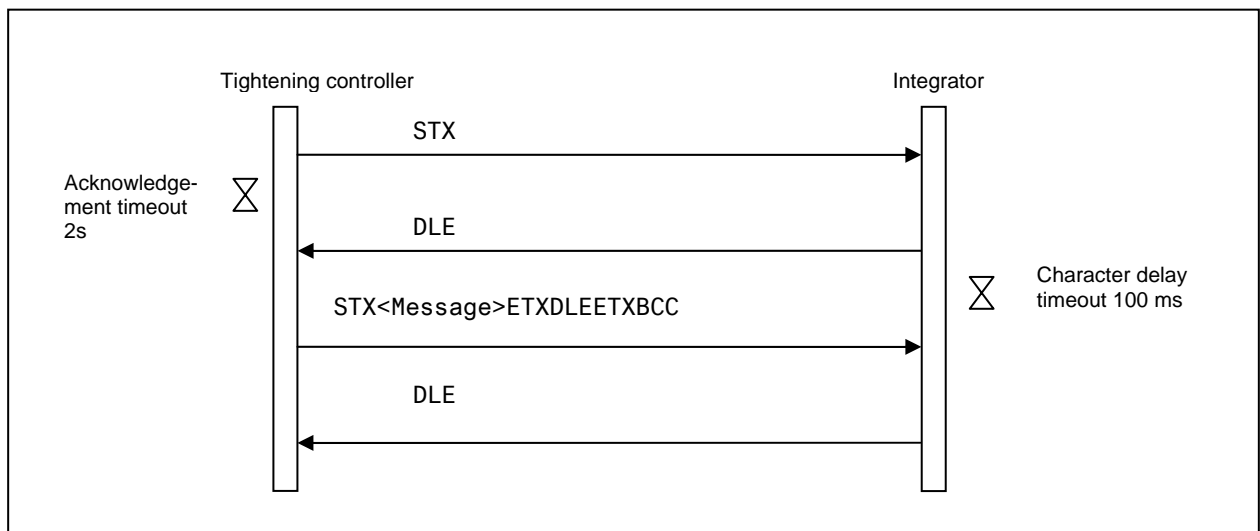 Tightening controller
Integrator
STX
Acknowledge-
ment timeout
2s
DLE
Character delay
timeout 100 ms
STX<Message>ETXDLEETXBCC
DLE